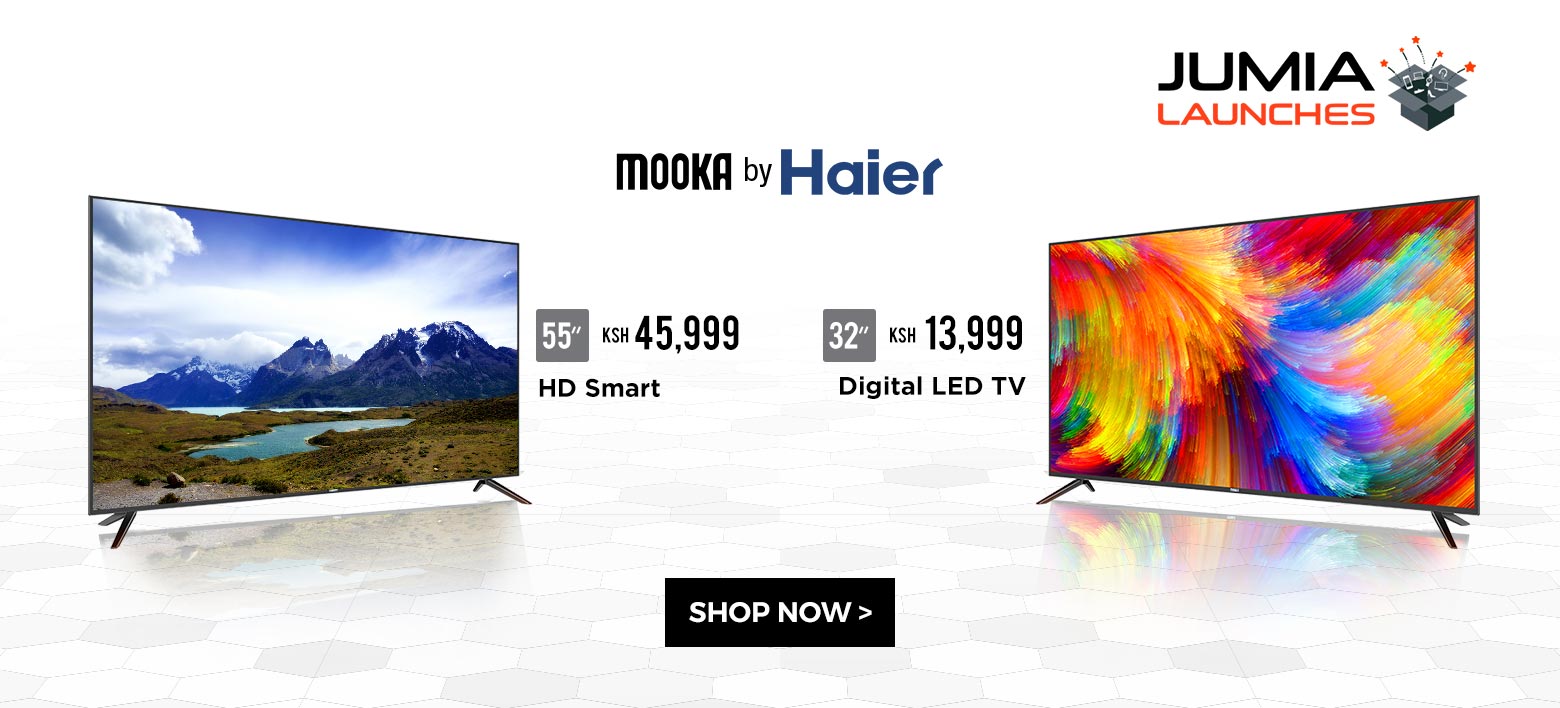 JUMIA
LAUNCHES
MOOKA by Haier
55″ KSH 45,999
HD Smart
32″ KSH 13,999
Digital LED TV
SHOP NOW >